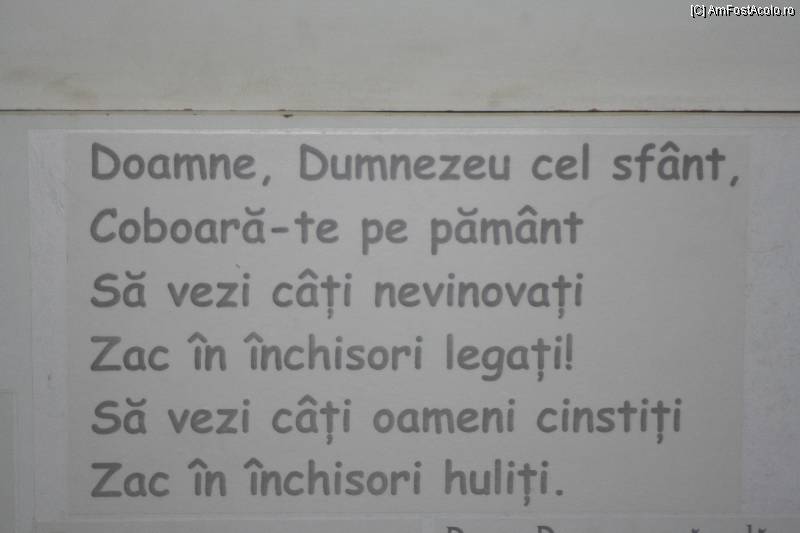 [C] AmFostAcolo.ro
Doamne, Dumnezeu cel sfânt,
Coboară-te pe pământ
Să vezi câți nevinovați
Zac în închisori legați!
Să vezi câți oameni cinstiți
Zac în închisori huliți.